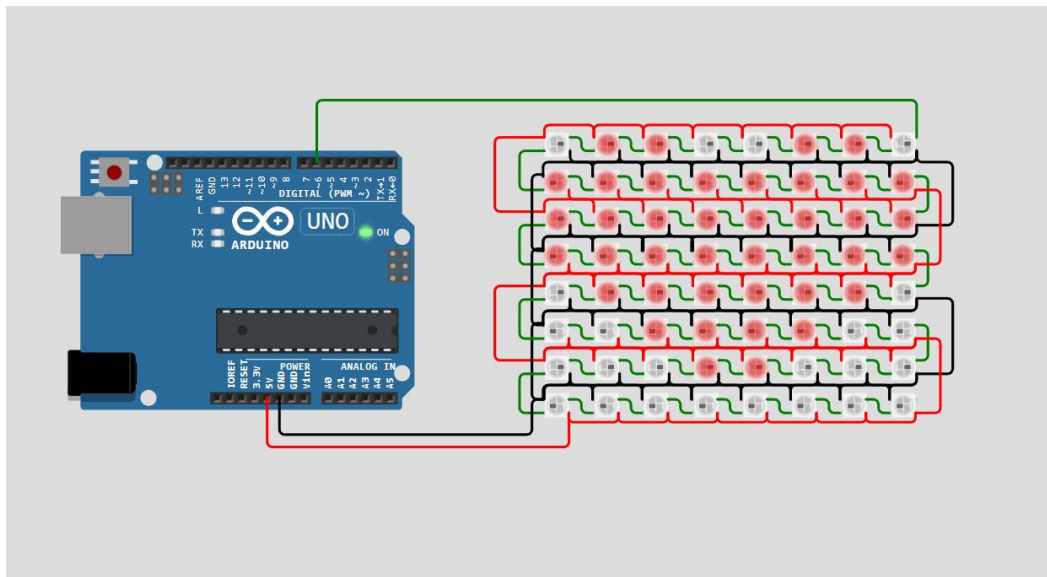 AREF
GND
13
12
~11
~10
~9
8
7
~6
~5
4
~3
2
TX→1
RX←0
DIGITAL (PWM ~)
L
TX
RX
UNO
ON
ARDUINO
IOREF
RESET
3.3V
5V
GND
GND
Vin
POWER
ANALOG IN
A0
A1
A2
A3
A4
A5